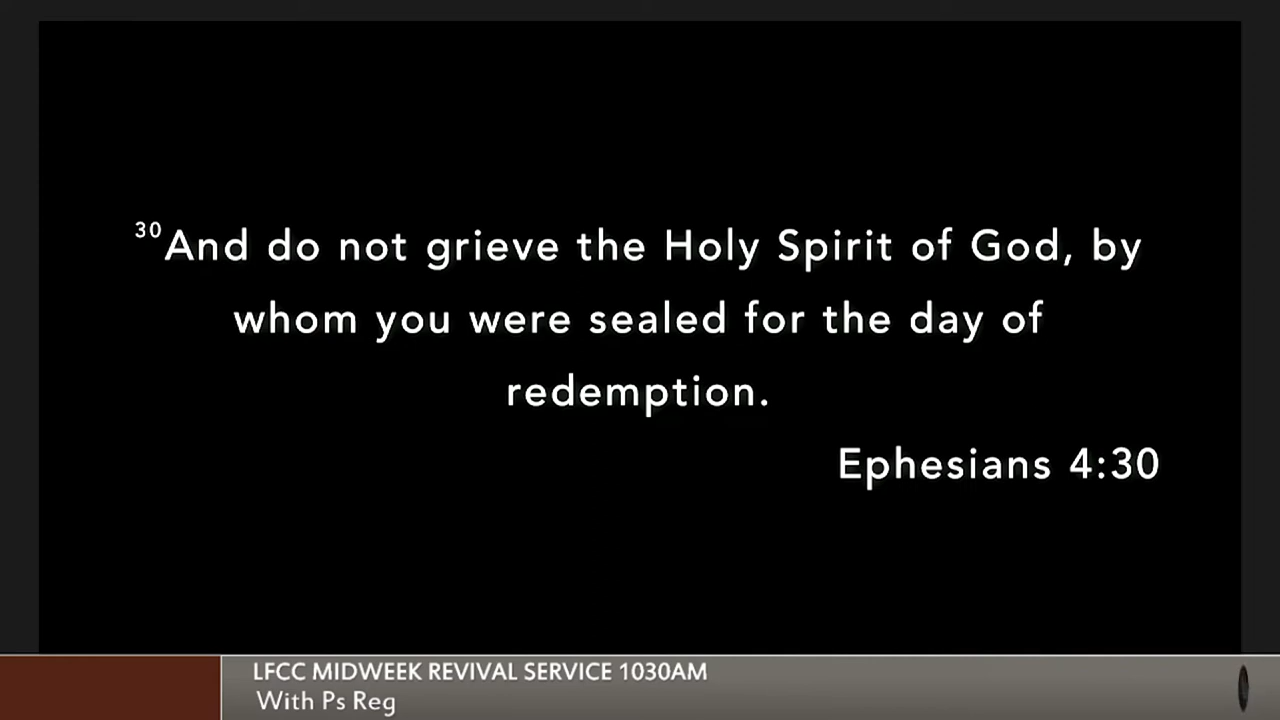 30And do not grieve the Holy Spirit of God, by
whom you were sealed for the day of
redemption.
Ephesians 4:30
LFCC MIDWEEK REVIVAL SERVICE 1030AM
With Ps Reg